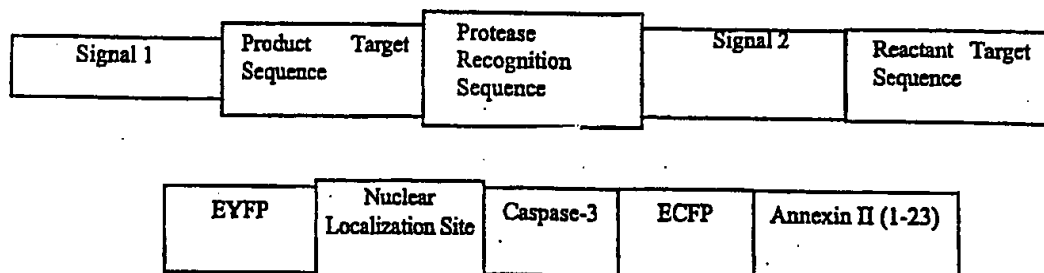 Signal 1
Product Target
Sequence
Protease
Recognition
Sequence
Signal 2
Reactant Target
Sequence
EYFP
Nuclear
Localization Site
Caspase-3
ECFP
Annexin II (1-23)